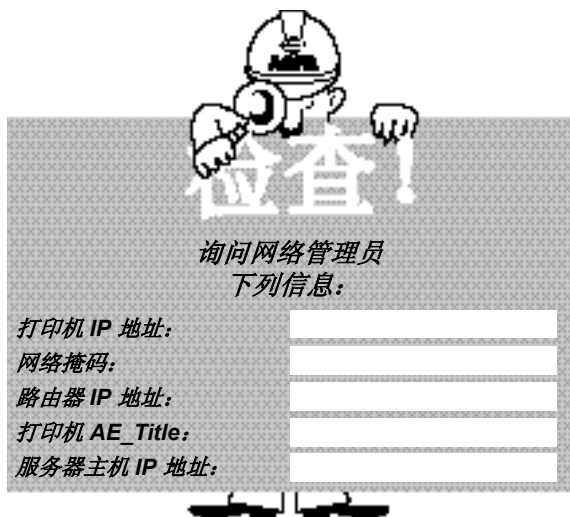 检查！
询问网络管理员
下列信息：
打印机 IP 地址：
网络掩码：
路由器 IP 地址：
打印机 AE_Title：
服务器主机 IP 地址：